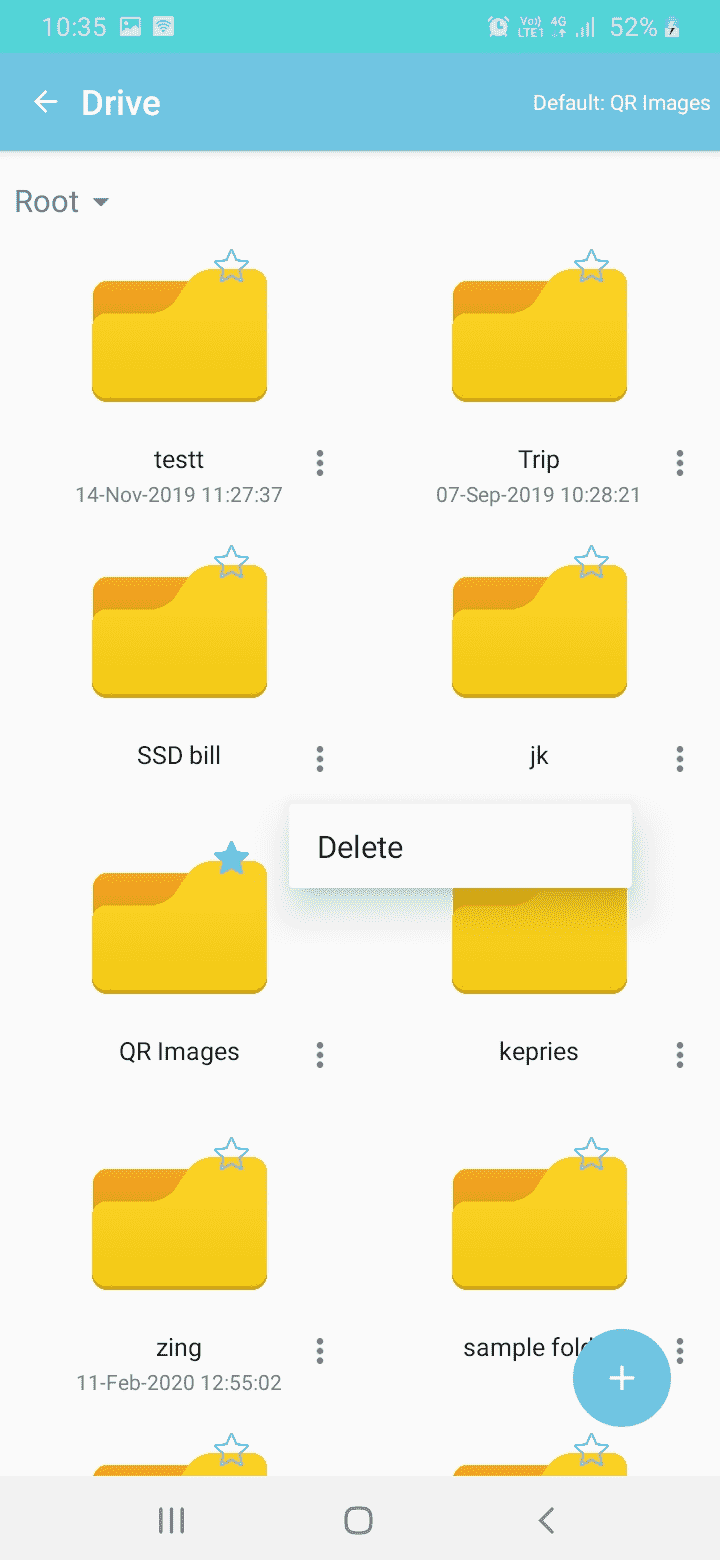 10:35
Vo)) 4G
LTE1
52%
Drive
Default: QR Images
Root
testt
Trip
14-Nov-2019 11:27:37
07-Sep-2019 10:28:21
SSD bill
jk
Delete
QR Images
kepries
zing
sample
11-Feb-2020 12:55:02